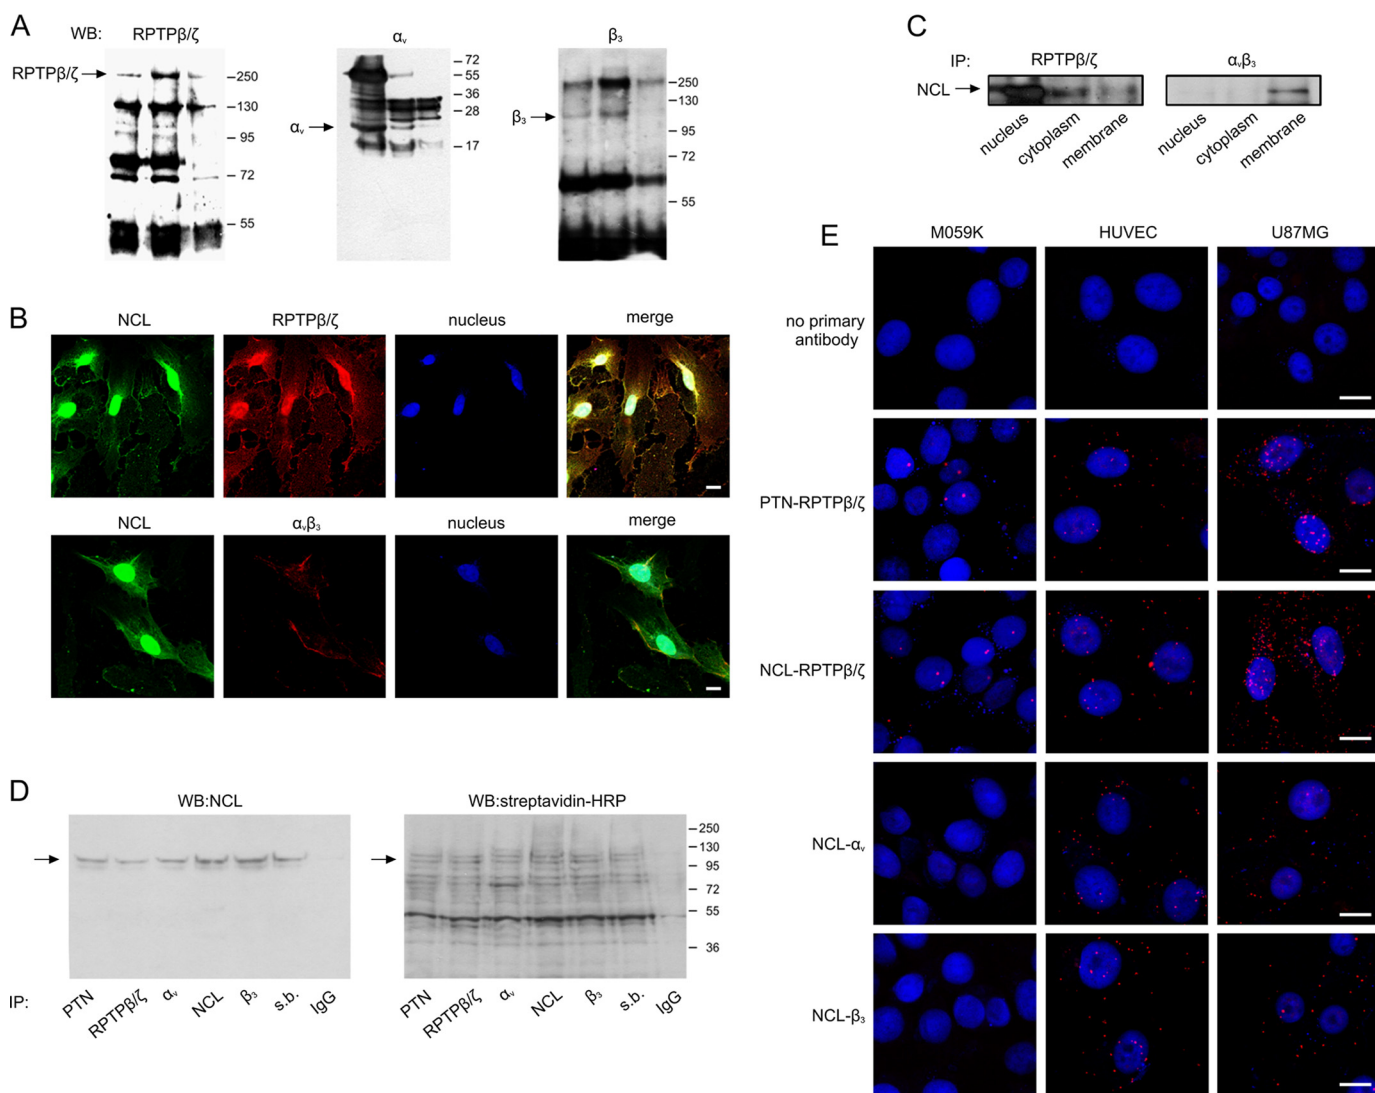 A
WB:
RPTPβ/ζ
αᵥ
β₃
RPTPβ/ζ
250
130
95
72
55
αᵥ
72
55
36
28
17
β₃
250
130
95
72
55
C
IP:
RPTPβ/ζ
αᵥβ₃
NCL
nucleus
cytoplasm
membrane
nucleus
cytoplasm
membrane
B
NCL
RPTPβ/ζ
nucleus
merge
NCL
αᵥβ₃
nucleus
merge
D
WB:NCL
WB:streptavidin-HRP
250
130
95
72
55
36
IP:
PTN
RPTPβ/ζ
αᵥ
NCL
β₃
s.b.
IgG
PTN
RPTPβ/ζ
αᵥ
NCL
β₃
s.b.
IgG
E
M059K
HUVEC
U87MG
no primary
antibody
PTN-RPTPβ/ζ
NCL-RPTPβ/ζ
NCL-αᵥ
NCL-β₃